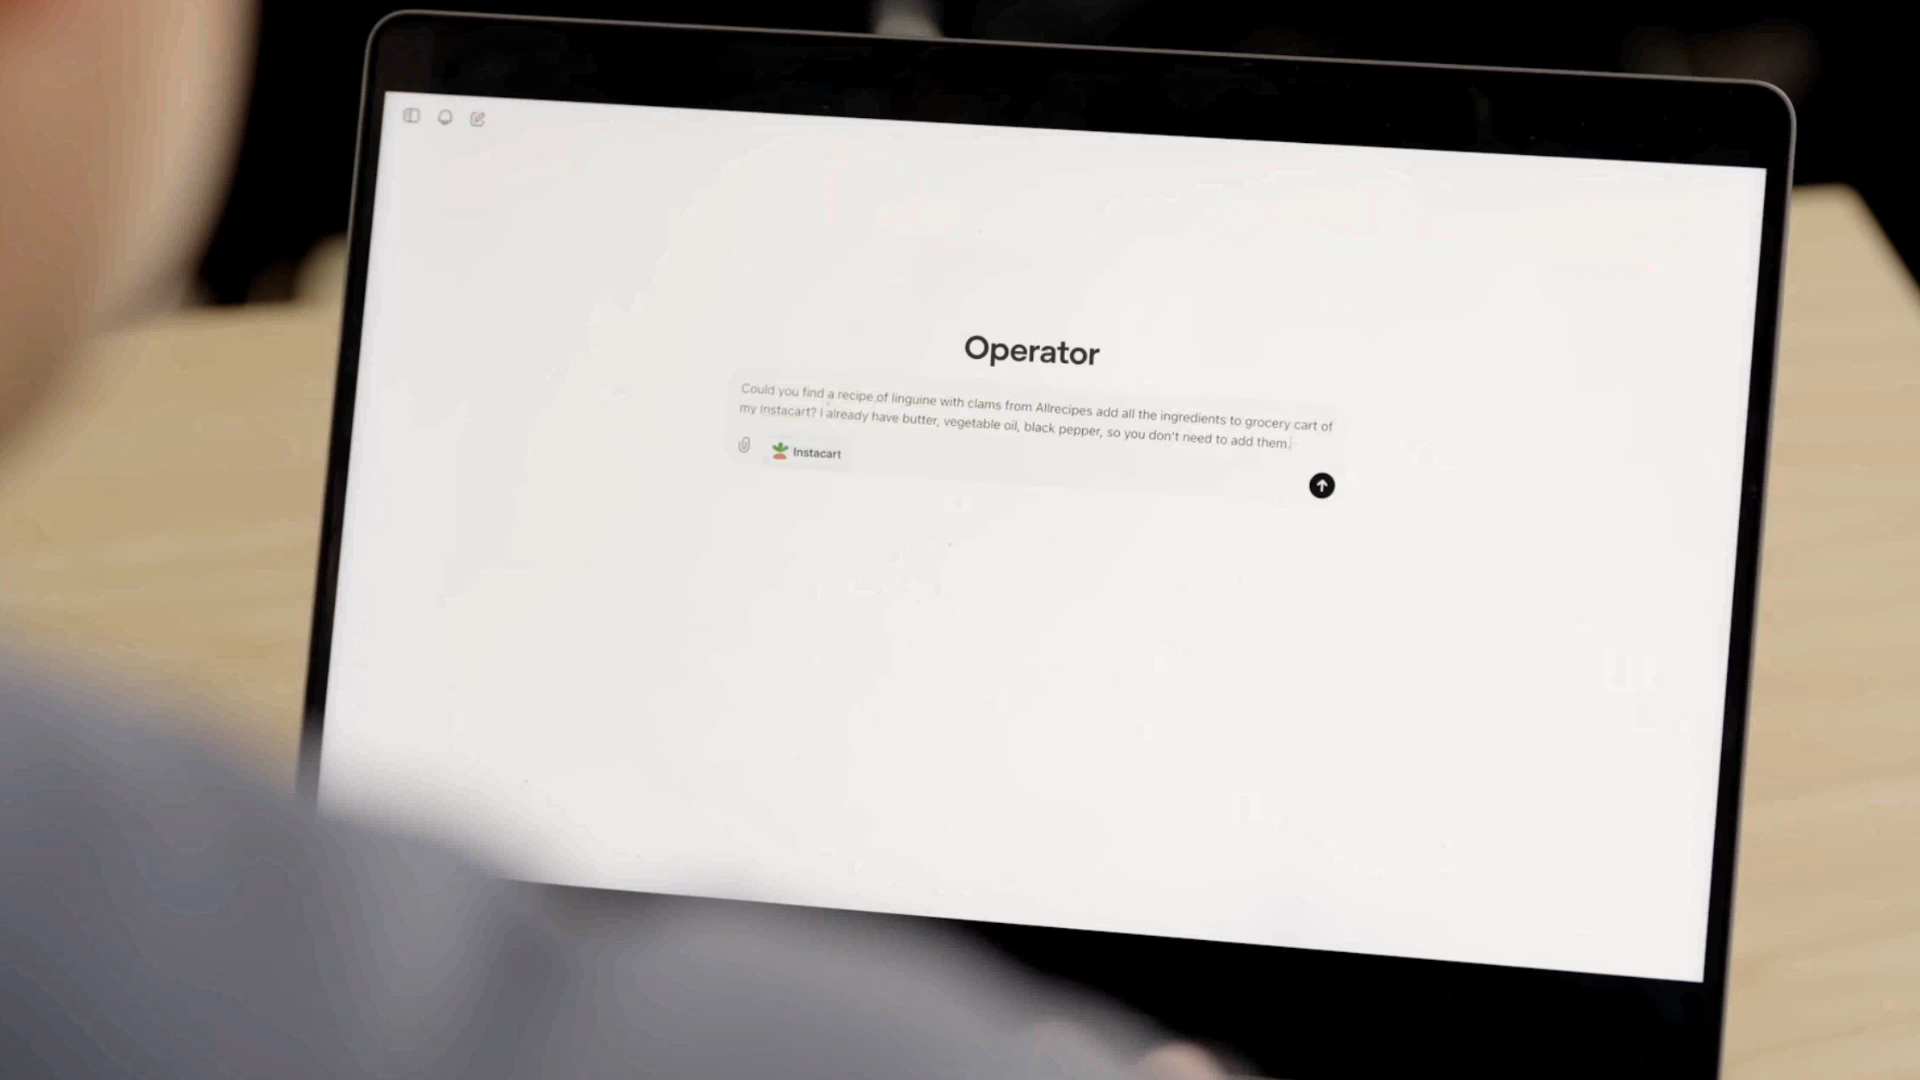 Operator
Could you find a recipe of linguine with clams from Allrecipes add all the ingredients to grocery cart of
my Instacart? I already have butter, vegetable oil, black pepper, so you don't need to add them.
Instacart